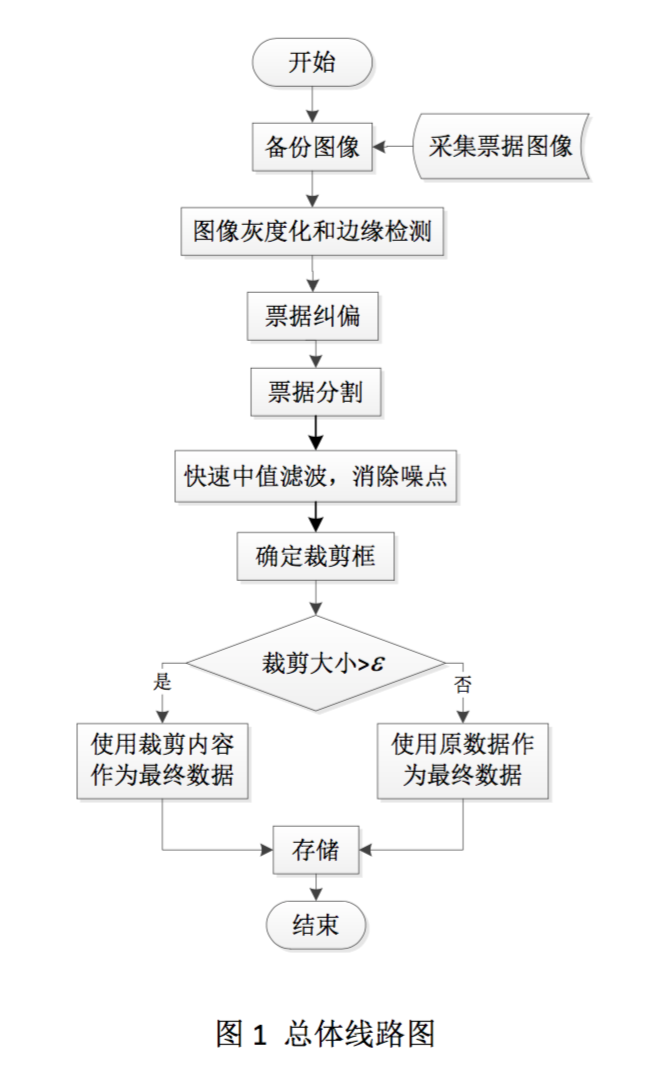 开始
备份图像
采集票据图像
图像灰度化和边缘检测
票据纠偏
票据分割
快速中值滤波，消除噪点
确定裁剪框
裁剪大小>ε
是
否
使用裁剪内容
作为最终数据
使用原数据作
为最终数据
存储
结束
图 1 总体线路图